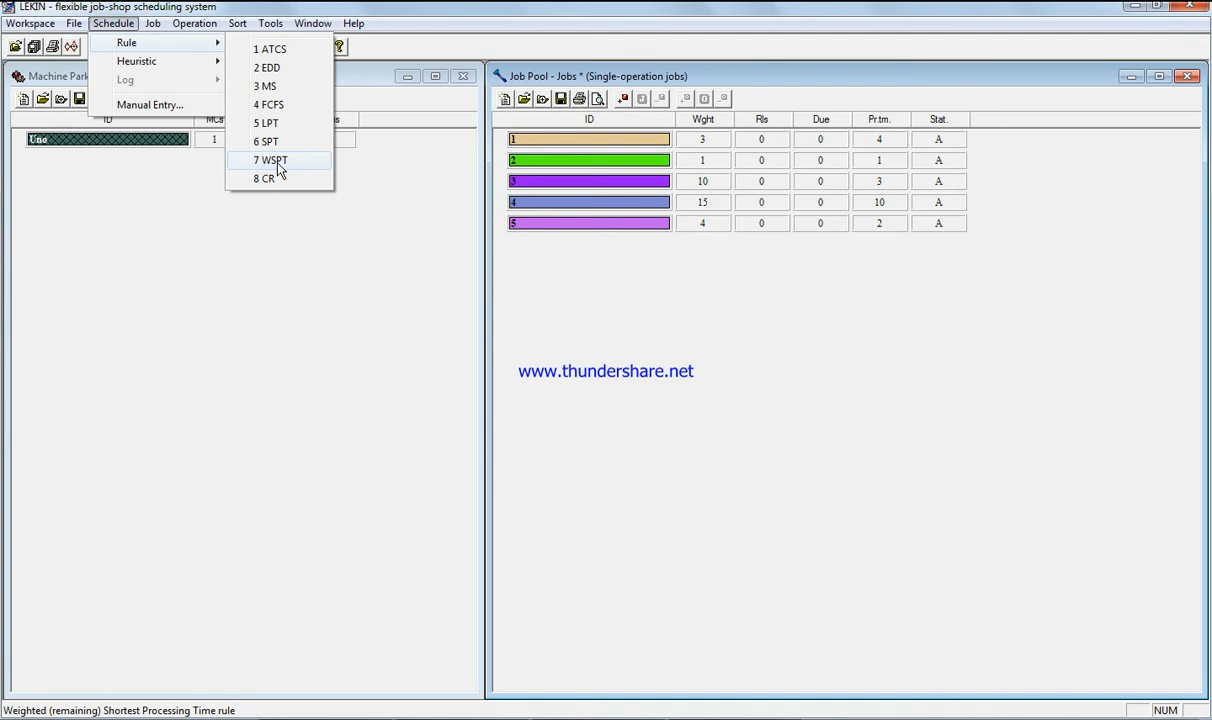 LEKIN - flexible job-shop scheduling system
Workspace File Schedule Job Operation Sort Tools Window Help
Rule
Heuristic
Log
Manual Entry...
1 ATCS
2 EDD
3 MS
4 FCFS
5 LPT
6 SPT
7 WSPT
8 CR
Machine Park
ID MCs
Uno 1
Job Pool - Jobs * (Single-operation jobs)
ID Wght Rls Due Pr.tm. Stat.
1 3 0 0 4 A
2 1 0 0 1 A
3 10 0 0 3 A
4 15 0 0 10 A
5 4 0 0 2 A
www.thundershare.net
Weighted (remaining) Shortest Processing Time rule
NUM